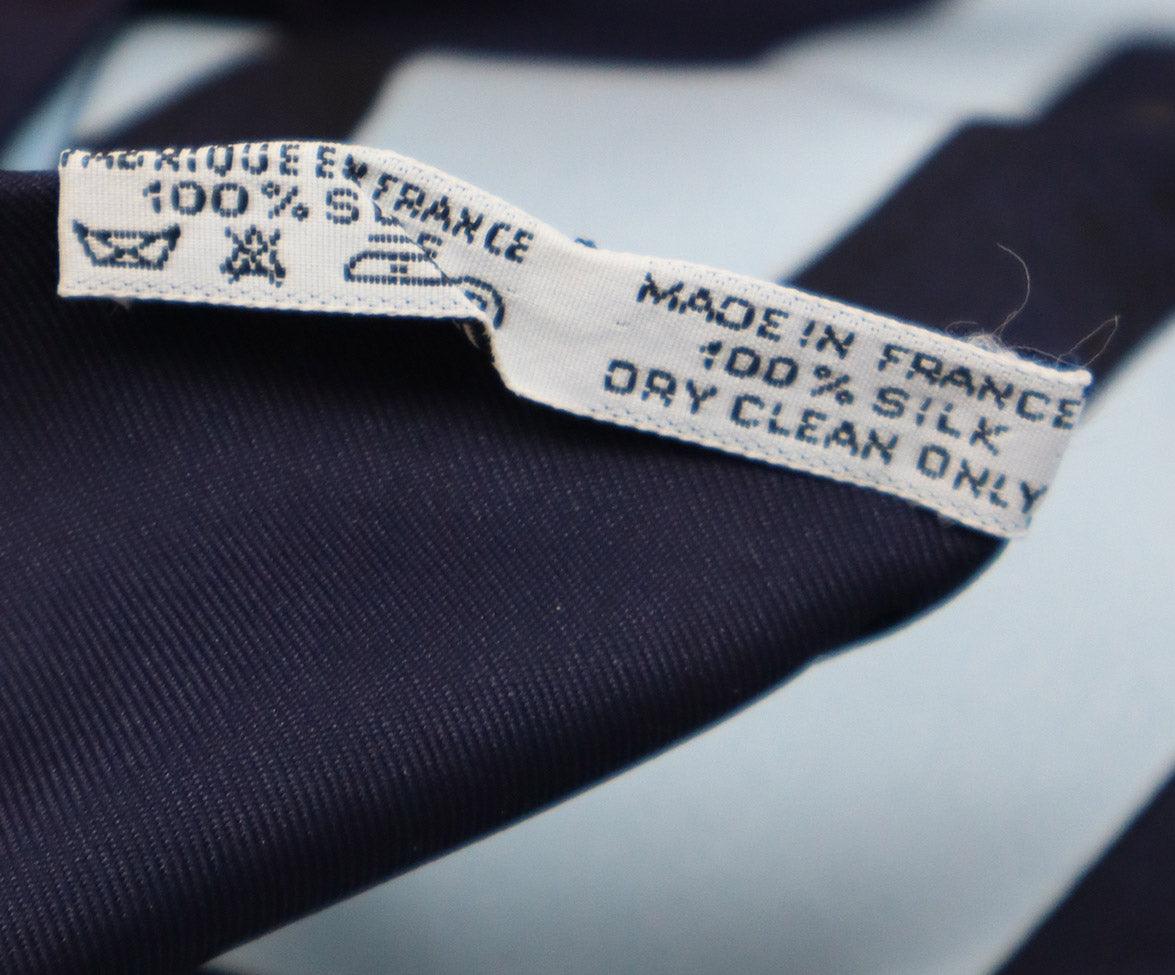 FABRIQUE EN FRANCE
100%
MADE IN FRANCE
100% SILK
DRY CLEAN ONLY